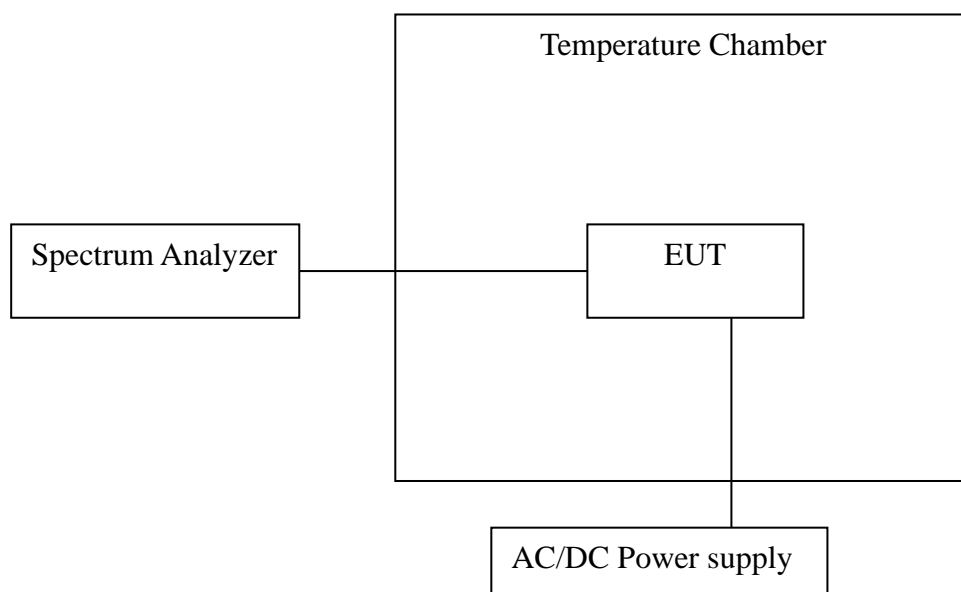 Temperature Chamber
Spectrum Analyzer
EUT
AC/DC Power supply